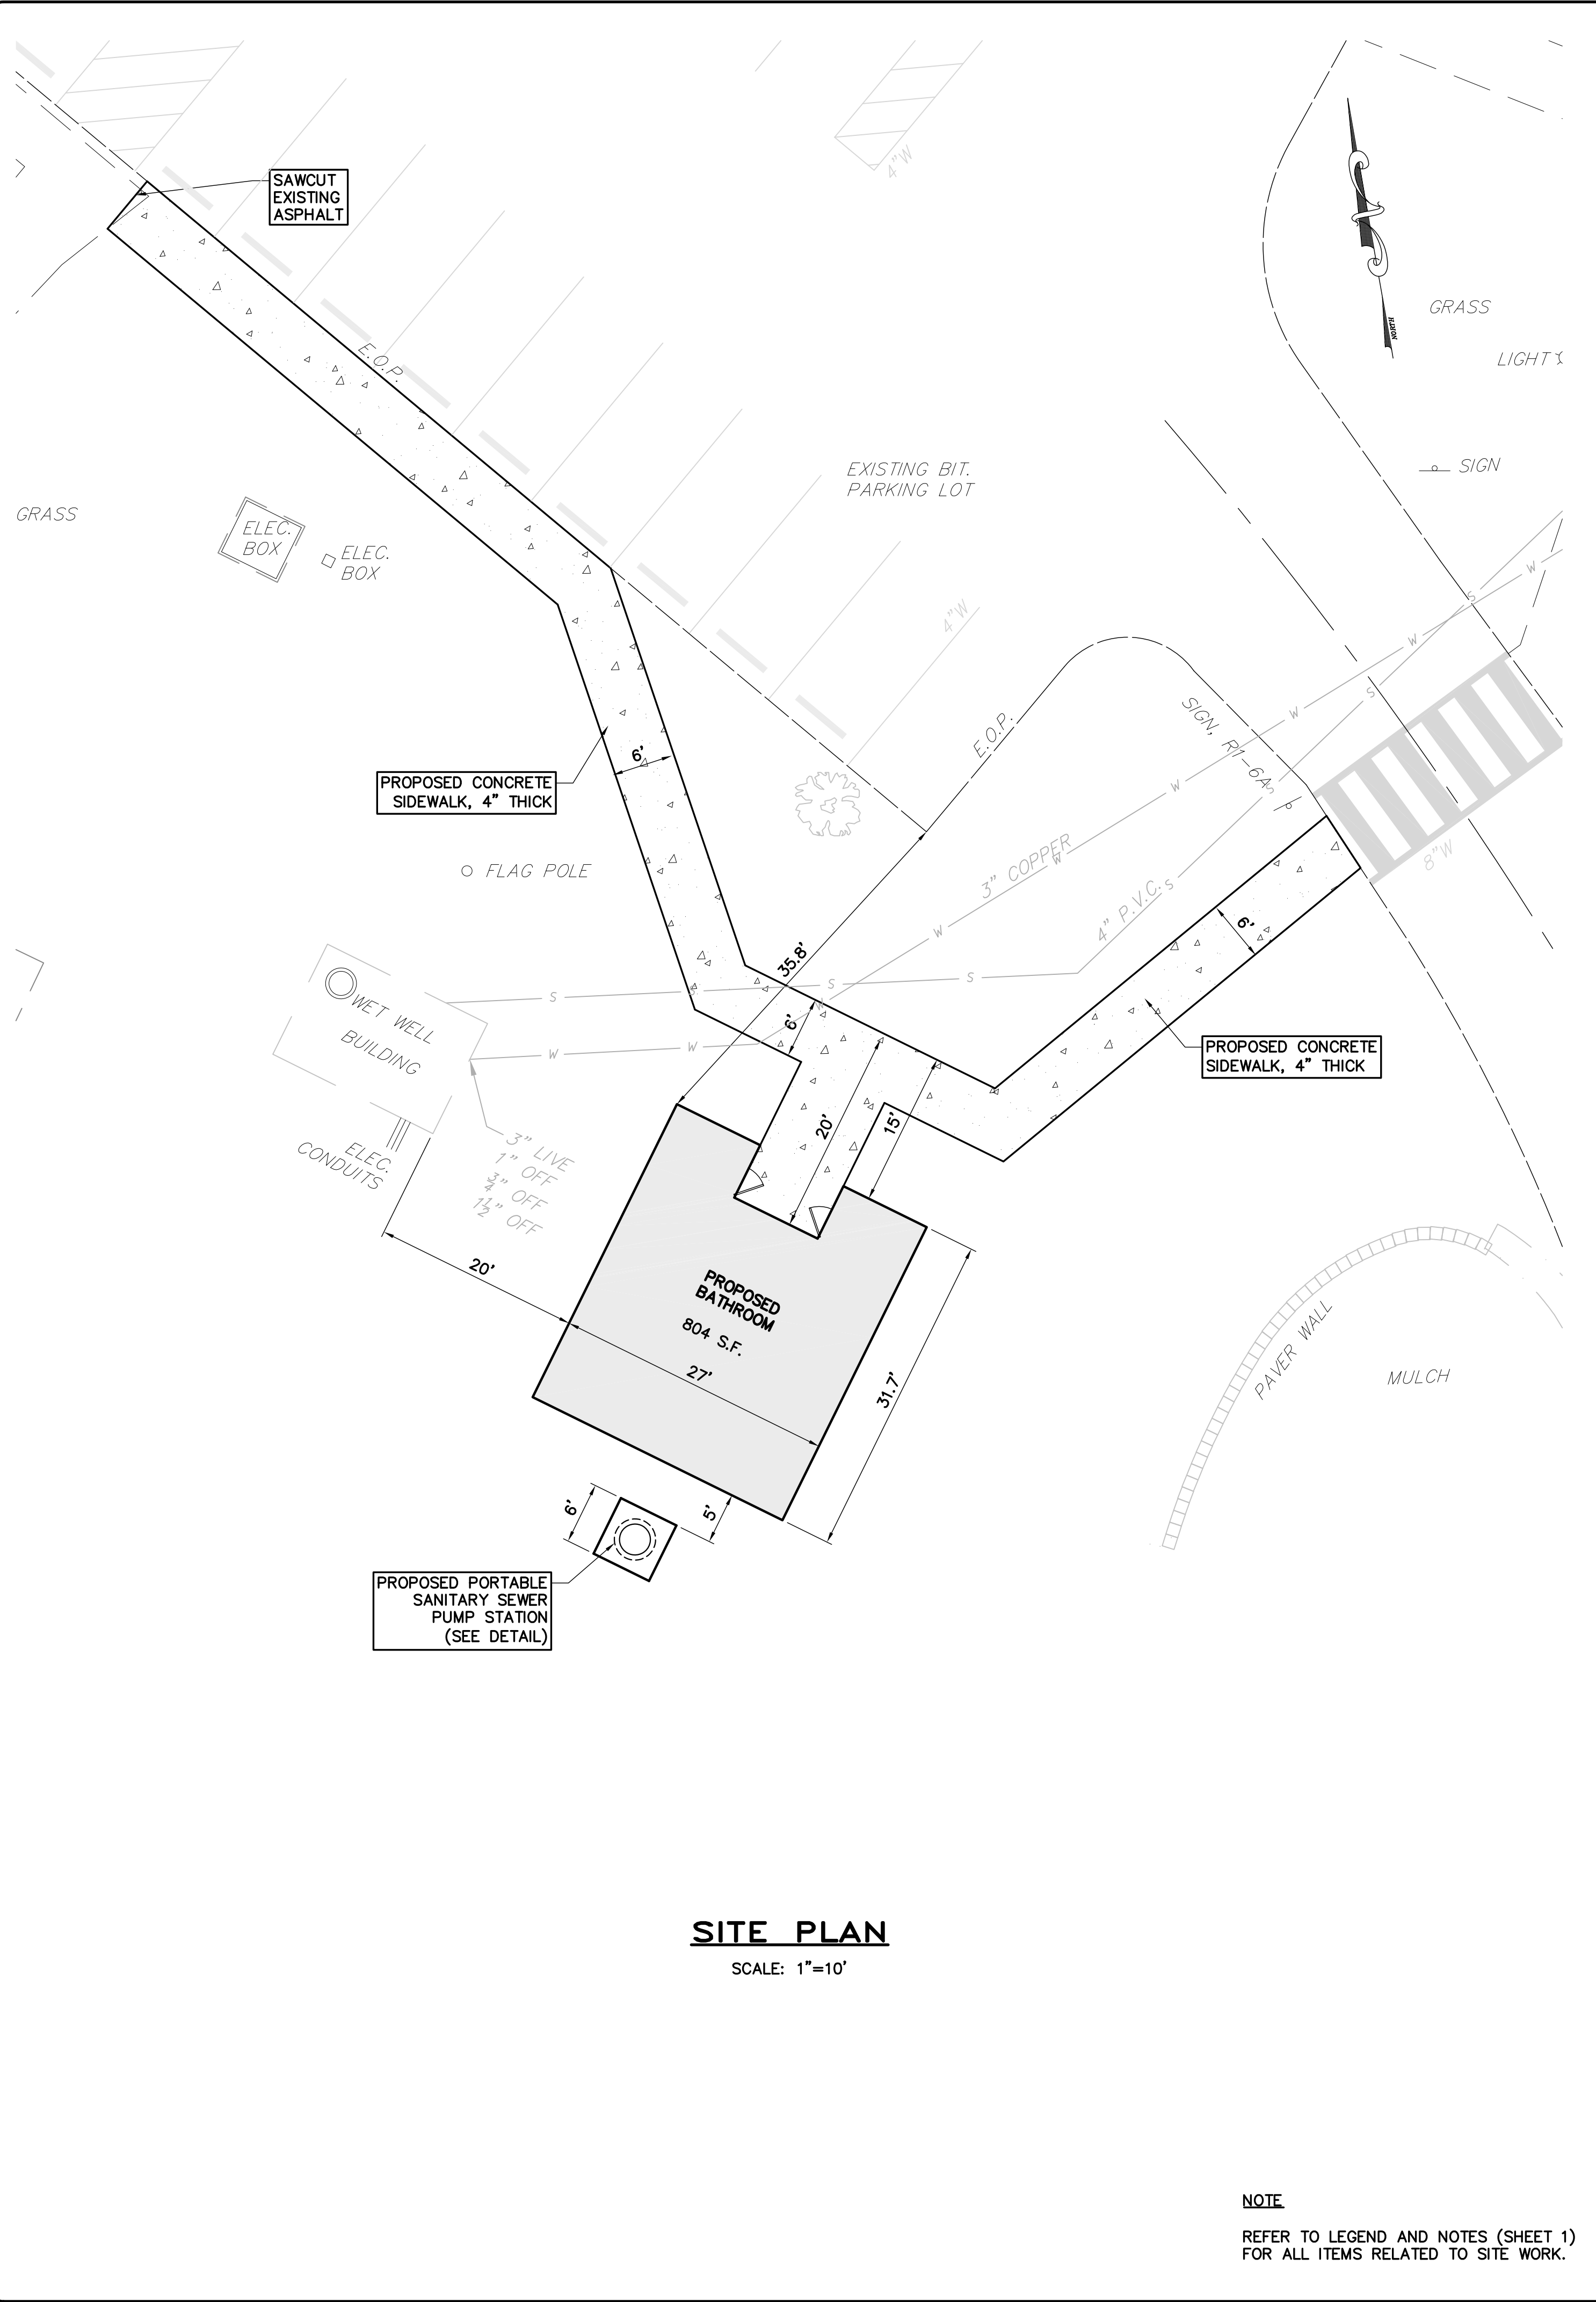 4"W
SAWCUT
EXISTING
ASPHALT
NORTH
GRASS
LIGHT
E.O.P.
EXISTING BIT.
PARKING LOT
SIGN
GRASS
ELEC.
BOX
ELEC.
BOX
W
S
4"W
W
S
SIGN, R1-6A
W
E.O.P.
PROPOSED CONCRETE
SIDEWALK, 4" THICK
6'
W
S
8"W
3" COPPER
W
FLAG POLE
4" P.V.C.
S
6'
W
35.8'
S
S
S
S
W
WET WELL
BUILDING
6'
W
W
PROPOSED CONCRETE
SIDEWALK, 4" THICK
20'
15'
ELEC.
CONDUITS
3" LIVE
1" OFF
3/4" OFF
1 1/2" OFF
20'
PROPOSED
BATHROOM
804 S.F.
27'
31.7'
PAVER WALL
MULCH
6'
5'
PROPOSED PORTABLE
SANITARY SEWER
PUMP STATION
(SEE DETAIL)
SITE PLAN
SCALE: 1"=10'
NOTE
REFER TO LEGEND AND NOTES (SHEET 1)
FOR ALL ITEMS RELATED TO SITE WORK.